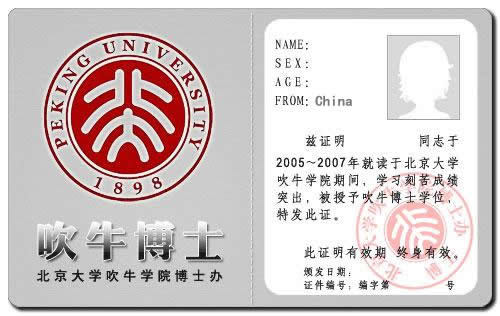 PEKING UNIVERSITY
1898
吹牛博士
北京大学吹牛学院博士办
NAME:
SEX:
AGE:
FROM: China
兹证明 同志于
2005～2007年就读于北京大学
吹牛学院期间，学习刻苦成绩
突出，被授予吹牛博士学位，
特发此证。
此证明有效期 终身有效。
颁发日期：
证件编号：编字第 号
北京大学吹牛学院博士办